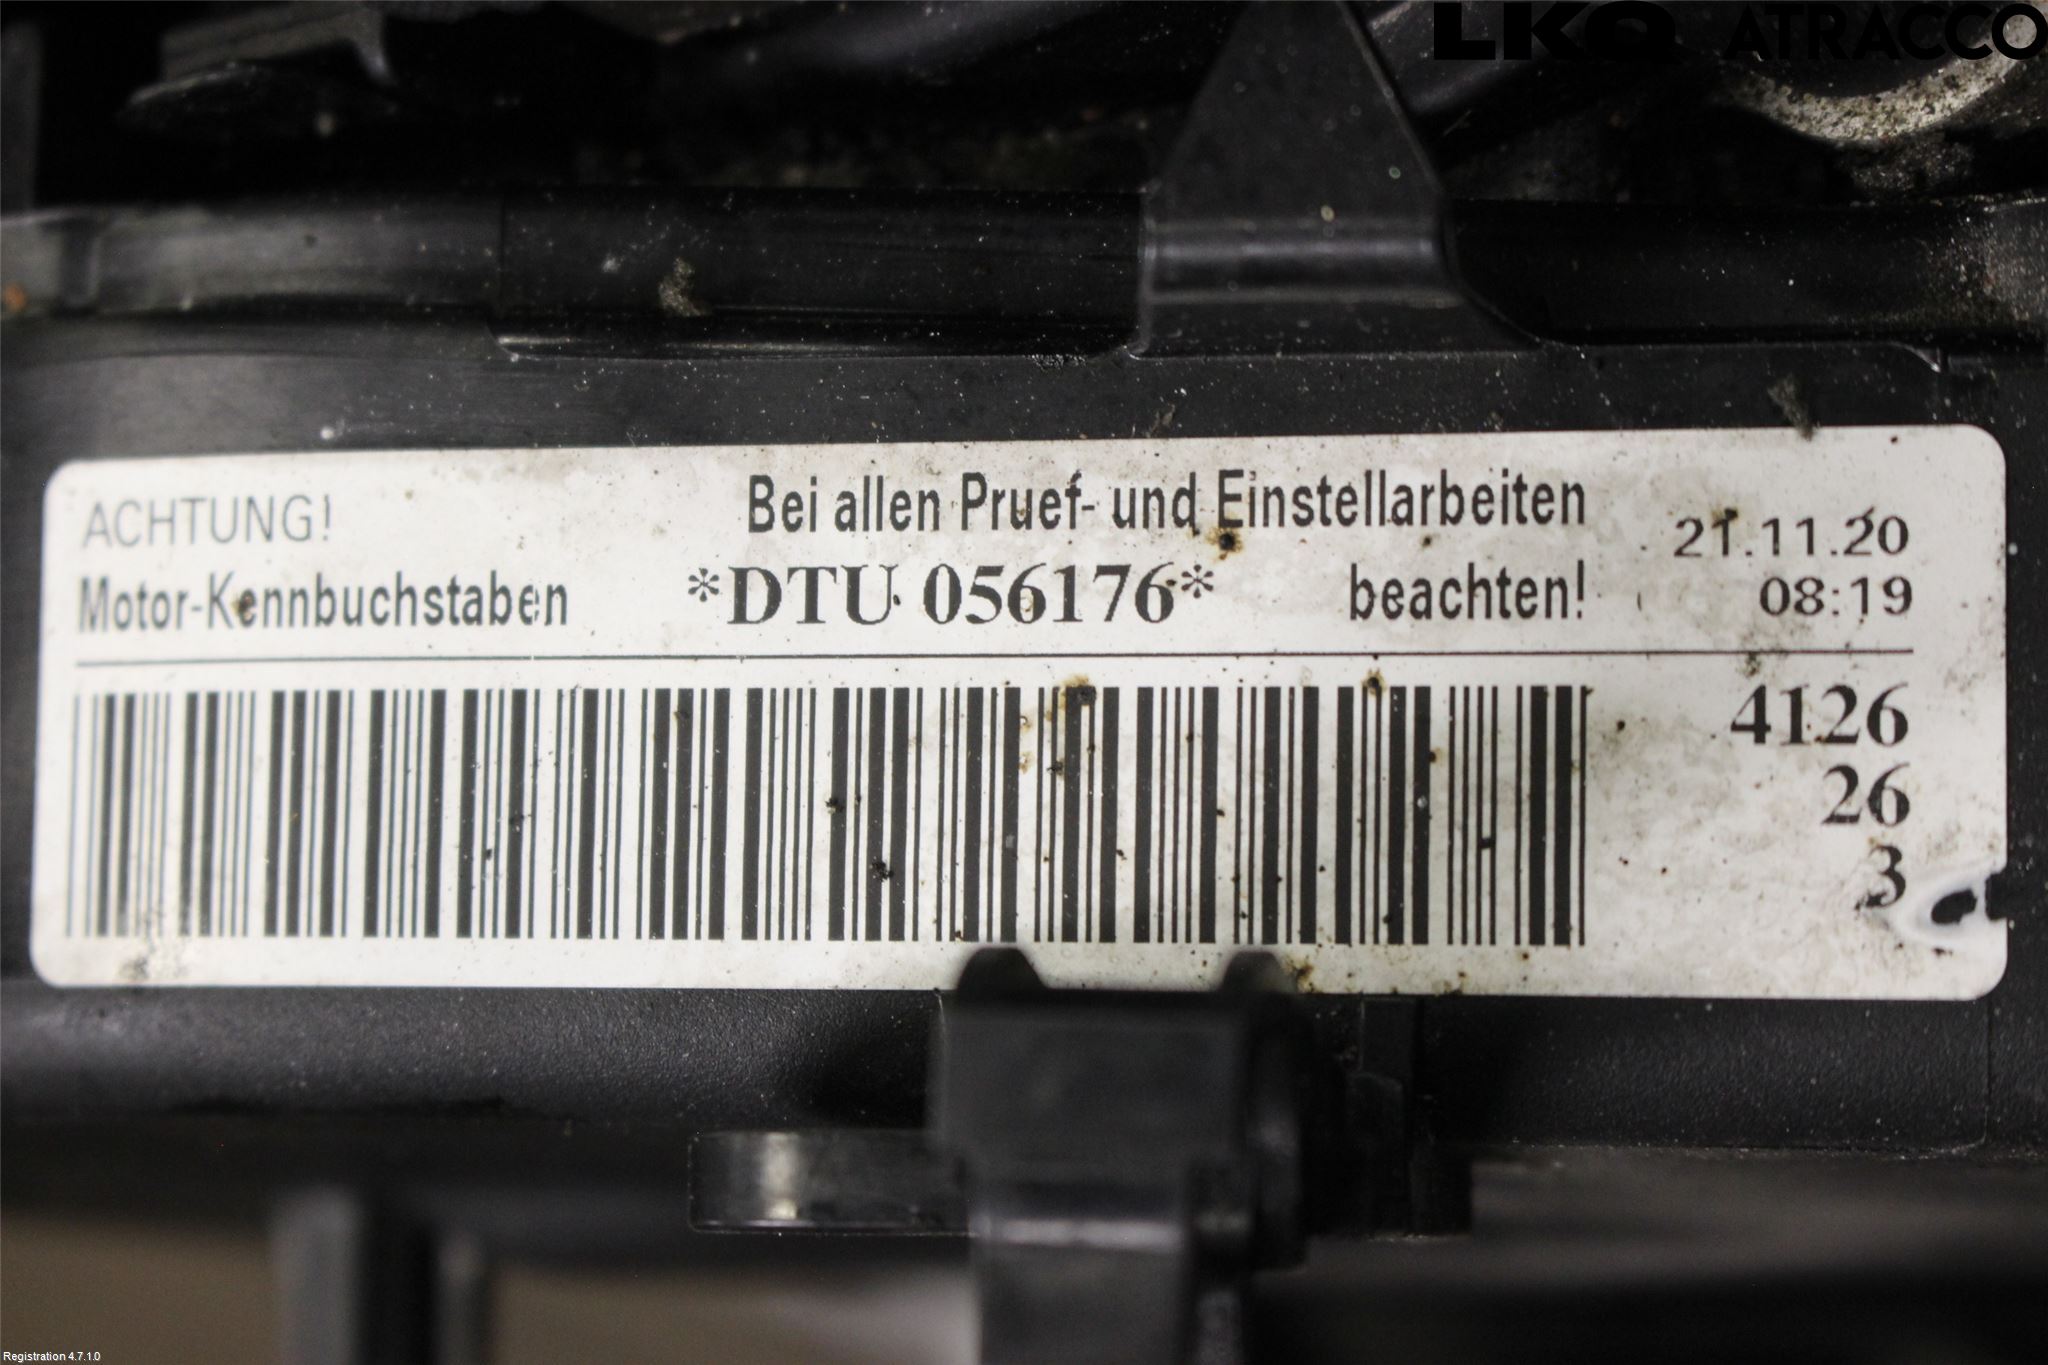 LKQ ATRACCO
ACHTUNG! Bei allen Pruef- und Einstellarbeiten 21.11.20
Motor-Kennbuchstaben *DTU 056176* beachten! 08:19
4126
26
3
Registration 4.7.1.0